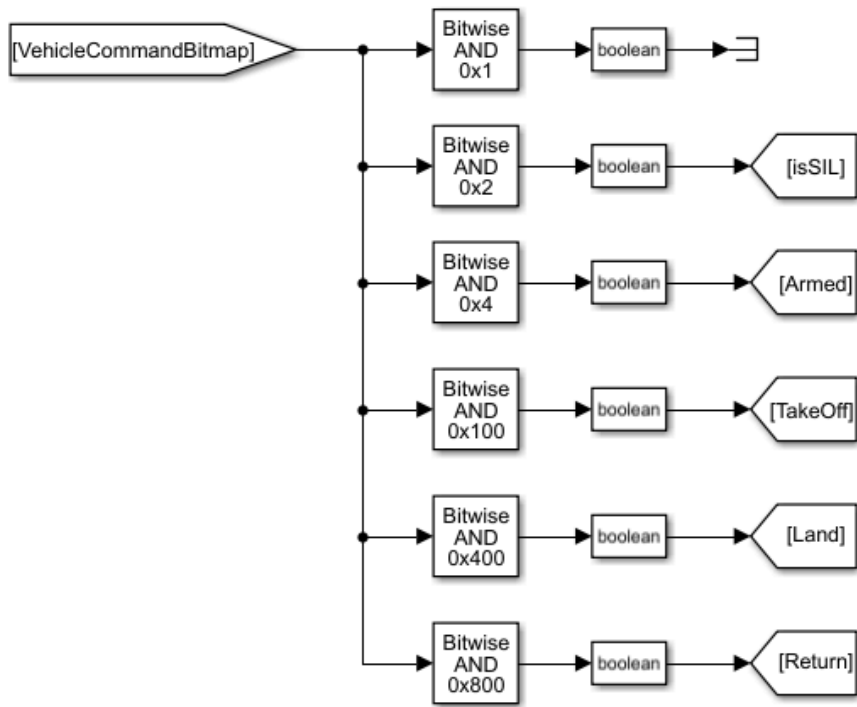 [VehicleCommandBitmap]
Bitwise
AND
0x1
boolean
Bitwise
AND
0x2
boolean
[isSIL]
Bitwise
AND
0x4
boolean
[Armed]
Bitwise
AND
0x100
boolean
[TakeOff]
Bitwise
AND
0x400
boolean
[Land]
Bitwise
AND
0x800
boolean
[Return]